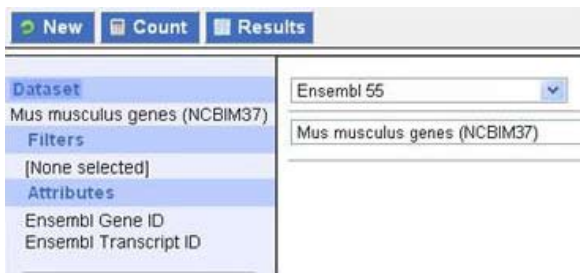 New Count Results
Dataset
Mus musculus genes (NCBIM37)
Filters
[None selected]
Attributes
Ensembl Gene ID
Ensembl Transcript ID
Ensembl 55
Mus musculus genes (NCBIM37)